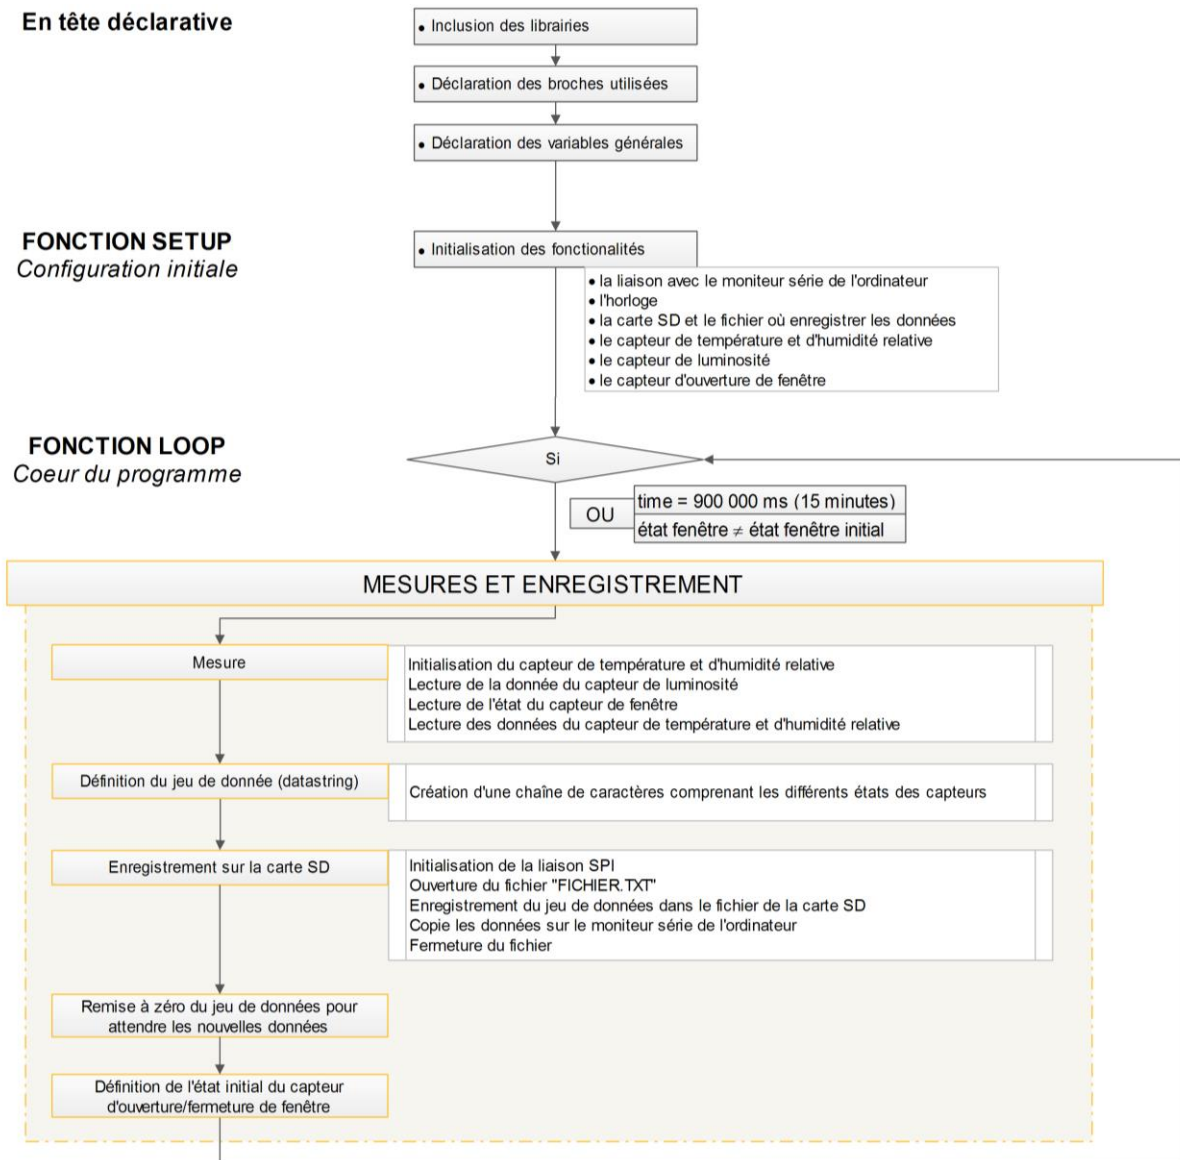 En tête déclarative
• Inclusion des librairies
• Déclaration des broches utilisées
• Déclaration des variables générales
FONCTION SETUP
Configuration initiale
• Initialisation des fonctionalités
• la liaison avec le moniteur série de l'ordinateur
• l'horloge
• la carte SD et le fichier où enregistrer les données
• le capteur de température et d'humidité relative
• le capteur de luminosité
• le capteur d'ouverture de fenêtre
FONCTION LOOP
Coeur du programme
Si
OU
time = 900 000 ms (15 minutes)
état fenêtre ≠ état fenêtre initial
MESURES ET ENREGISTREMENT
Mesure
Initialisation du capteur de température et d'humidité relative
Lecture de la donnée du capteur de luminosité
Lecture de l'état du capteur de fenêtre
Lecture des données du capteur de température et d'humidité relative
Définition du jeu de donnée (datastring)
Création d'une chaîne de caractères comprenant les différents états des capteurs
Enregistrement sur la carte SD
Initialisation de la liaison SPI
Ouverture du fichier "FICHIER.TXT"
Enregistrement du jeu de données dans le fichier de la carte SD
Copie les données sur le moniteur série de l'ordinateur
Fermeture du fichier
Remise à zéro du jeu de données pour
attendre les nouvelles données
Définition de l'état initial du capteur
d'ouverture/fermeture de fenêtre